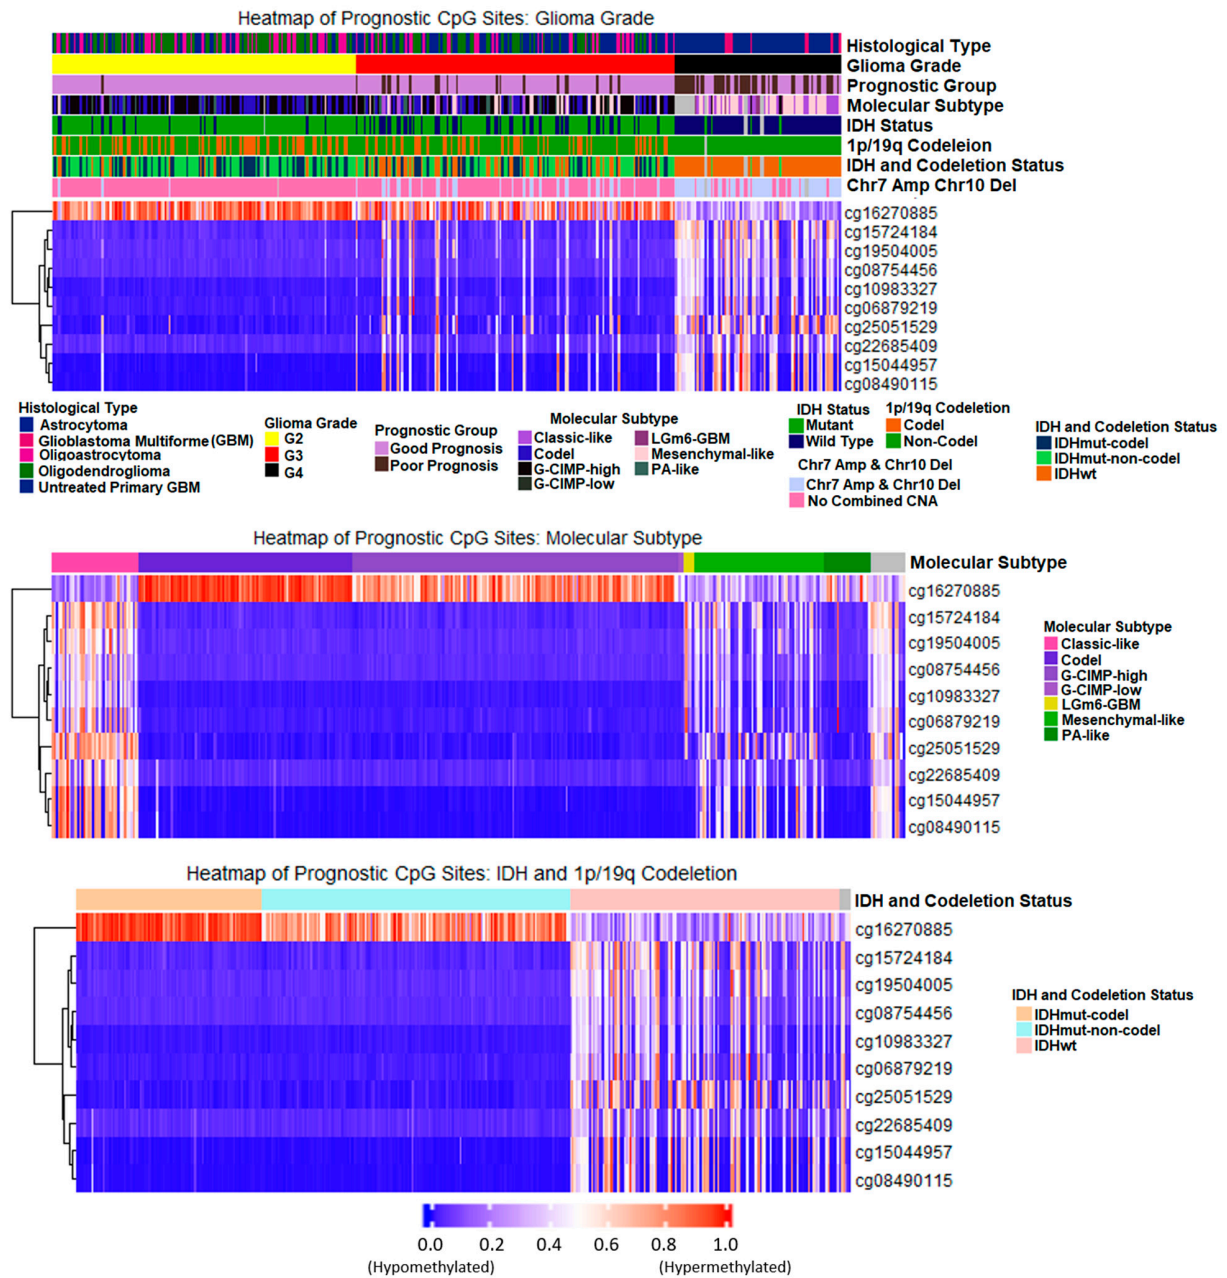 Heatmap of Prognostic CpG Sites: Glioma Grade
Histological Type
Glioma Grade
Prognostic Group
Molecular Subtype
IDH Status
1p/19q Codeleion
IDH and Codeletion Status
Chr7 Amp Chr10 Del
cg16270885
cg15724184
cg19504005
cg08754456
cg10983327
cg06879219
cg25051529
cg22685409
cg15044957
cg08490115
Histological Type
Astrocytoma
Glioblastoma Multiforme (GBM)
Oligoastrocytoma
Oligodendroglioma
Untreated Primary GBM
Glioma Grade
G2
G3
G4
Prognostic Group
Good Prognosis
Poor Prognosis
Molecular Subtype
Classic-like
Codel
G-CIMP-high
G-CIMP-low
LGm6-GBM
Mesenchymal-like
PA-like
IDH Status
Mutant
Wild Type
1p/19q Codeletion
Codel
Non-Codel
Chr7 Amp & Chr10 Del
Chr7 Amp & Chr10 Del
No Combined CNA
IDH and Codeletion Status
IDHmut-codel
IDHmut-non-codel
IDHwt
Heatmap of Prognostic CpG Sites: Molecular Subtype
Molecular Subtype
cg16270885
cg15724184
cg19504005
cg08754456
cg10983327
cg06879219
cg25051529
cg22685409
cg15044957
cg08490115
Molecular Subtype
Classic-like
Codel
G-CIMP-high
G-CIMP-low
LGm6-GBM
Mesenchymal-like
PA-like
Heatmap of Prognostic CpG Sites: IDH and 1p/19q Codeletion
IDH and Codeletion Status
cg16270885
cg15724184
cg19504005
cg08754456
cg10983327
cg06879219
cg25051529
cg22685409
cg15044957
cg08490115
IDH and Codeletion Status
IDHmut-codel
IDHmut-non-codel
IDHwt
0.0 0.2 0.4 0.6 0.8 1.0
(Hypomethylated) (Hypermethylated)